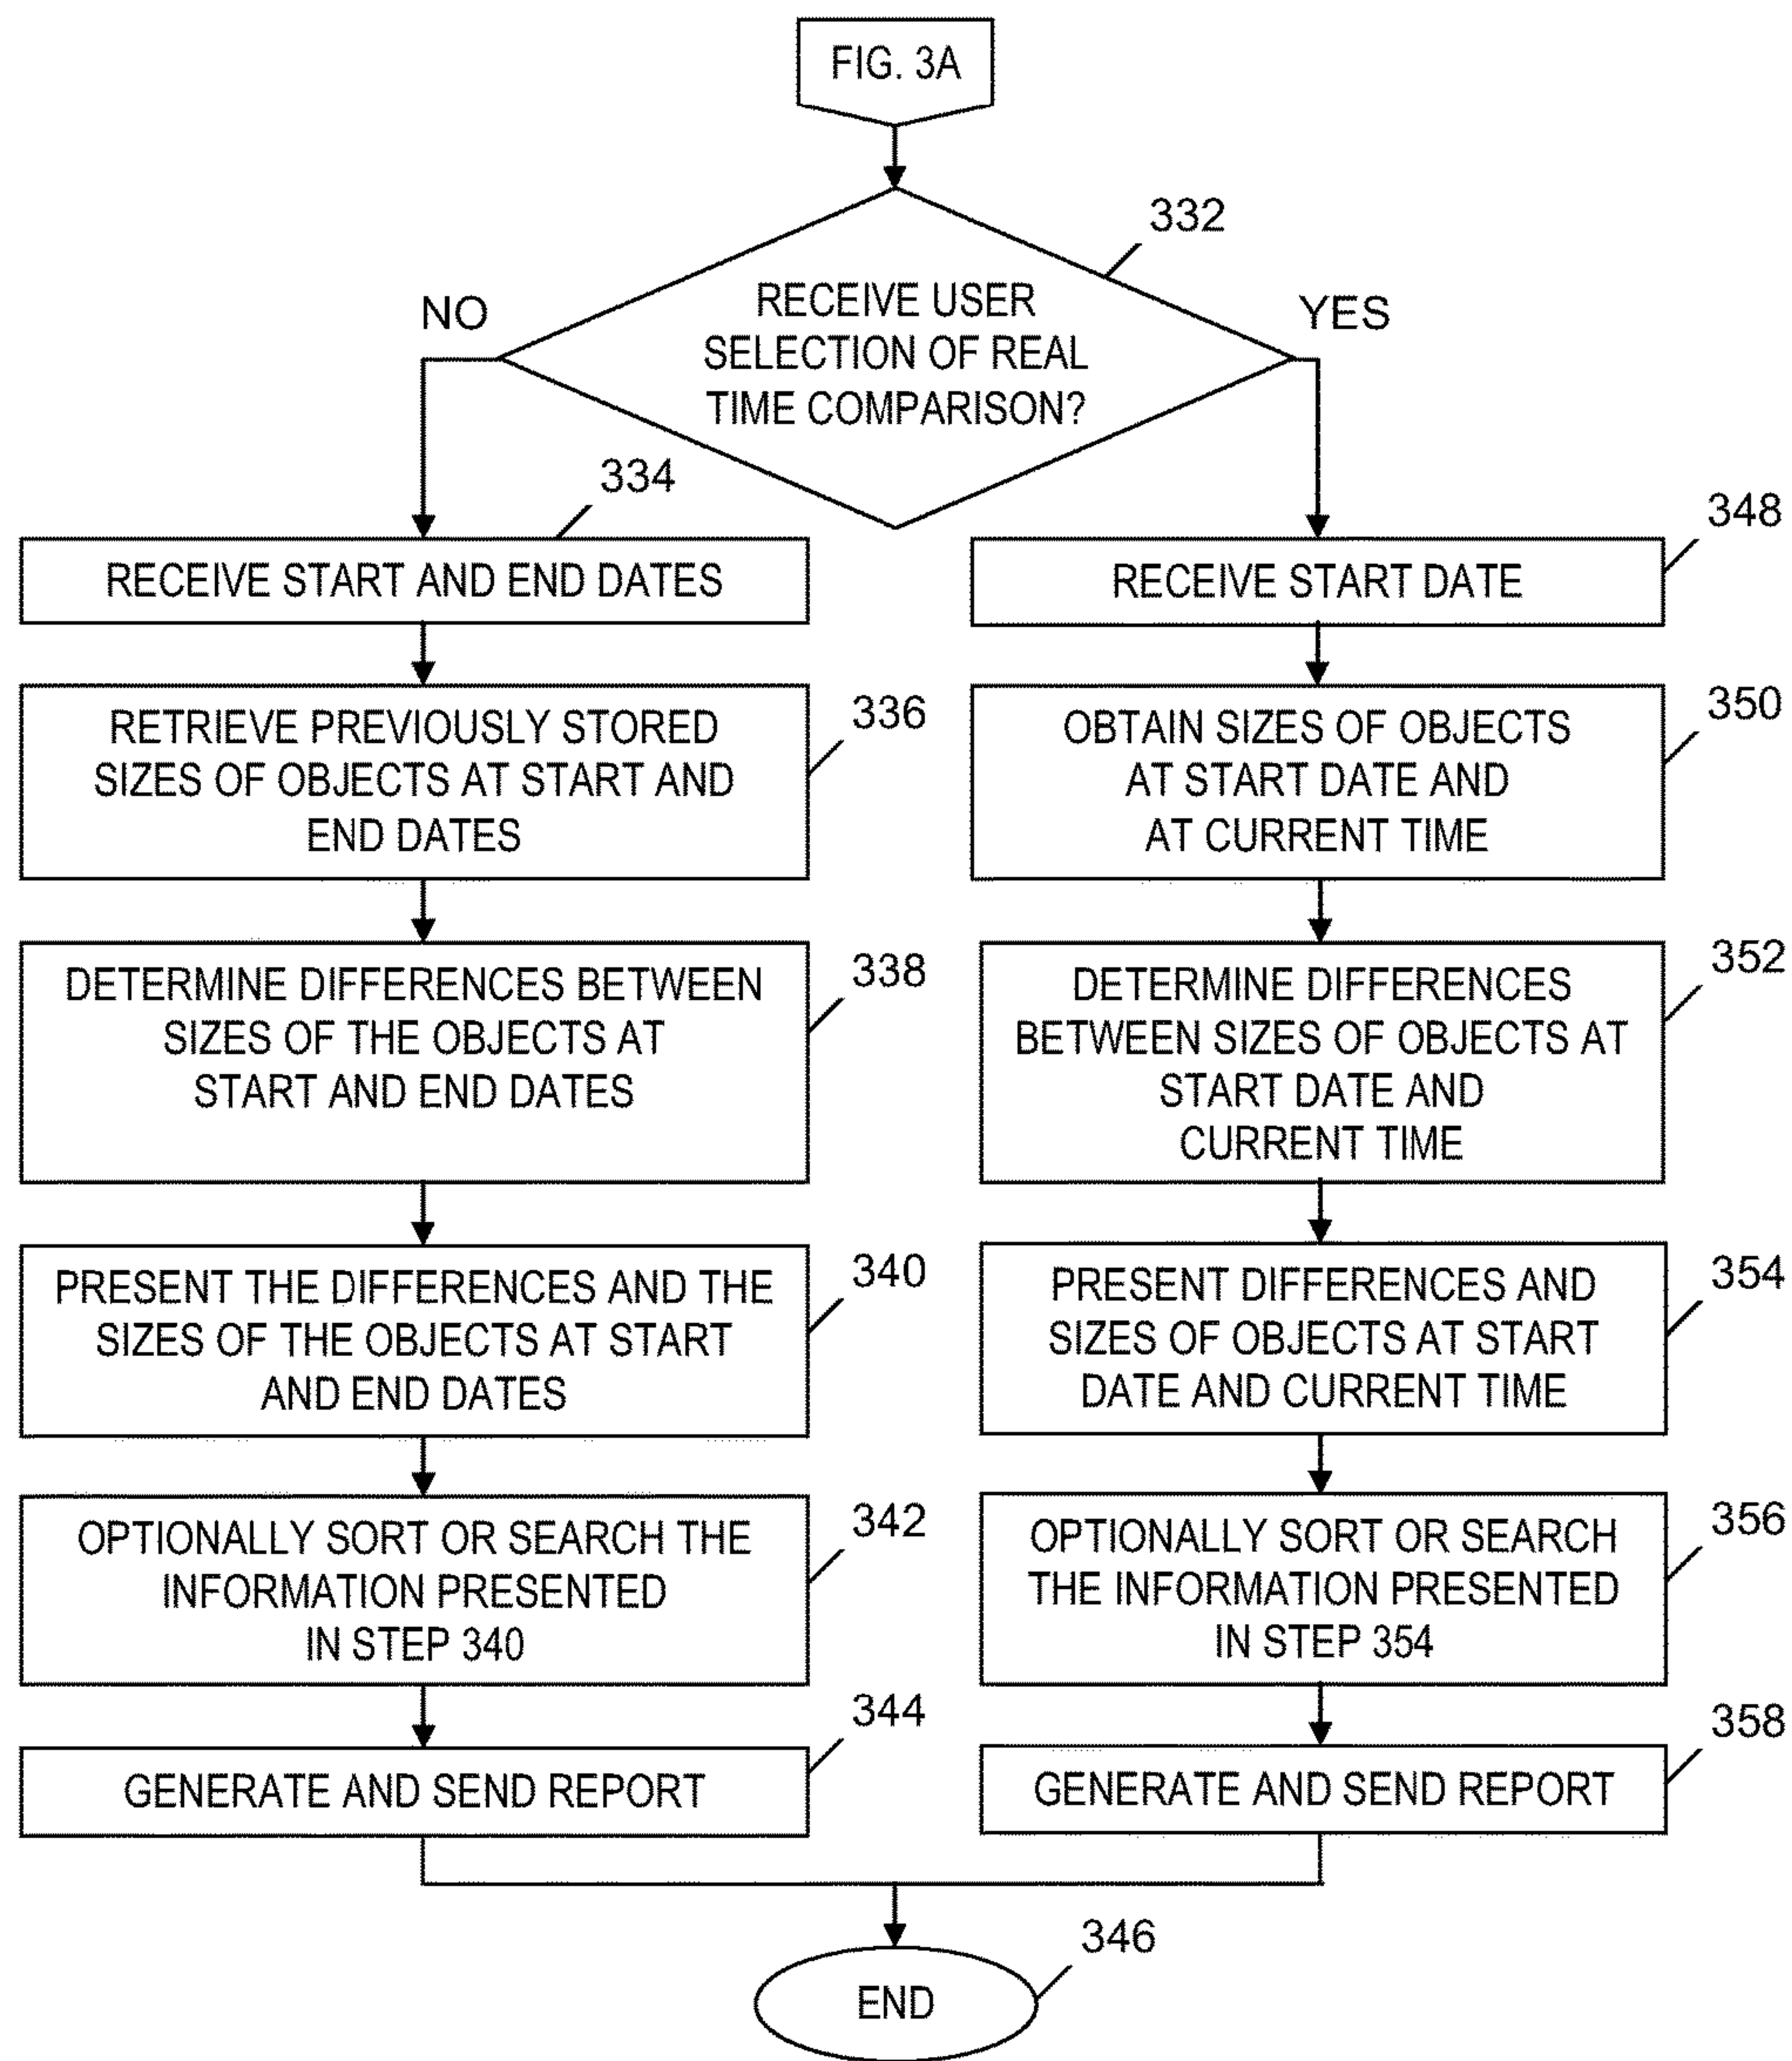 FIG. 3A
332
RECEIVE USER
SELECTION OF REAL
TIME COMPARISON?
NO
YES
334
RECEIVE START AND END DATES
336
RETRIEVE PREVIOUSLY STORED
SIZES OF OBJECTS AT START AND
END DATES
338
DETERMINE DIFFERENCES BETWEEN
SIZES OF THE OBJECTS AT
START AND END DATES
340
PRESENT THE DIFFERENCES AND THE
SIZES OF THE OBJECTS AT START
AND END DATES
342
OPTIONALLY SORT OR SEARCH THE
INFORMATION PRESENTED
IN STEP 340
344
GENERATE AND SEND REPORT
348
RECEIVE START DATE
350
OBTAIN SIZES OF OBJECTS
AT START DATE AND
AT CURRENT TIME
352
DETERMINE DIFFERENCES
BETWEEN SIZES OF OBJECTS AT
START DATE AND
CURRENT TIME
354
PRESENT DIFFERENCES AND
SIZES OF OBJECTS AT START
DATE AND CURRENT TIME
356
OPTIONALLY SORT OR SEARCH
THE INFORMATION PRESENTED
IN STEP 354
358
GENERATE AND SEND REPORT
346
END